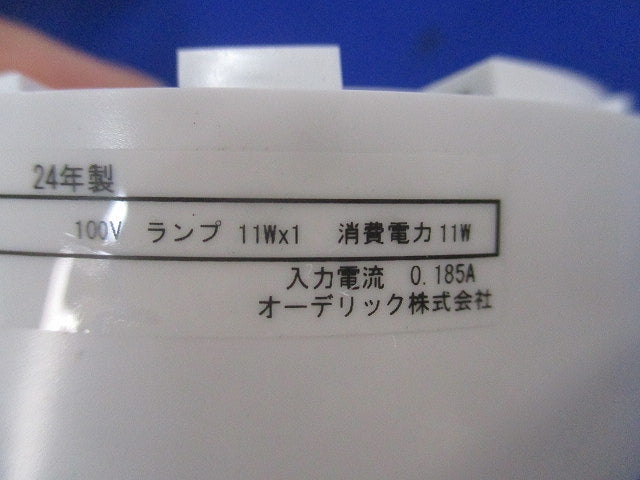 24年製
100V ランプ 11Wx1 消費電力 11W
入力電流 0.185A
オーデリック株式会社